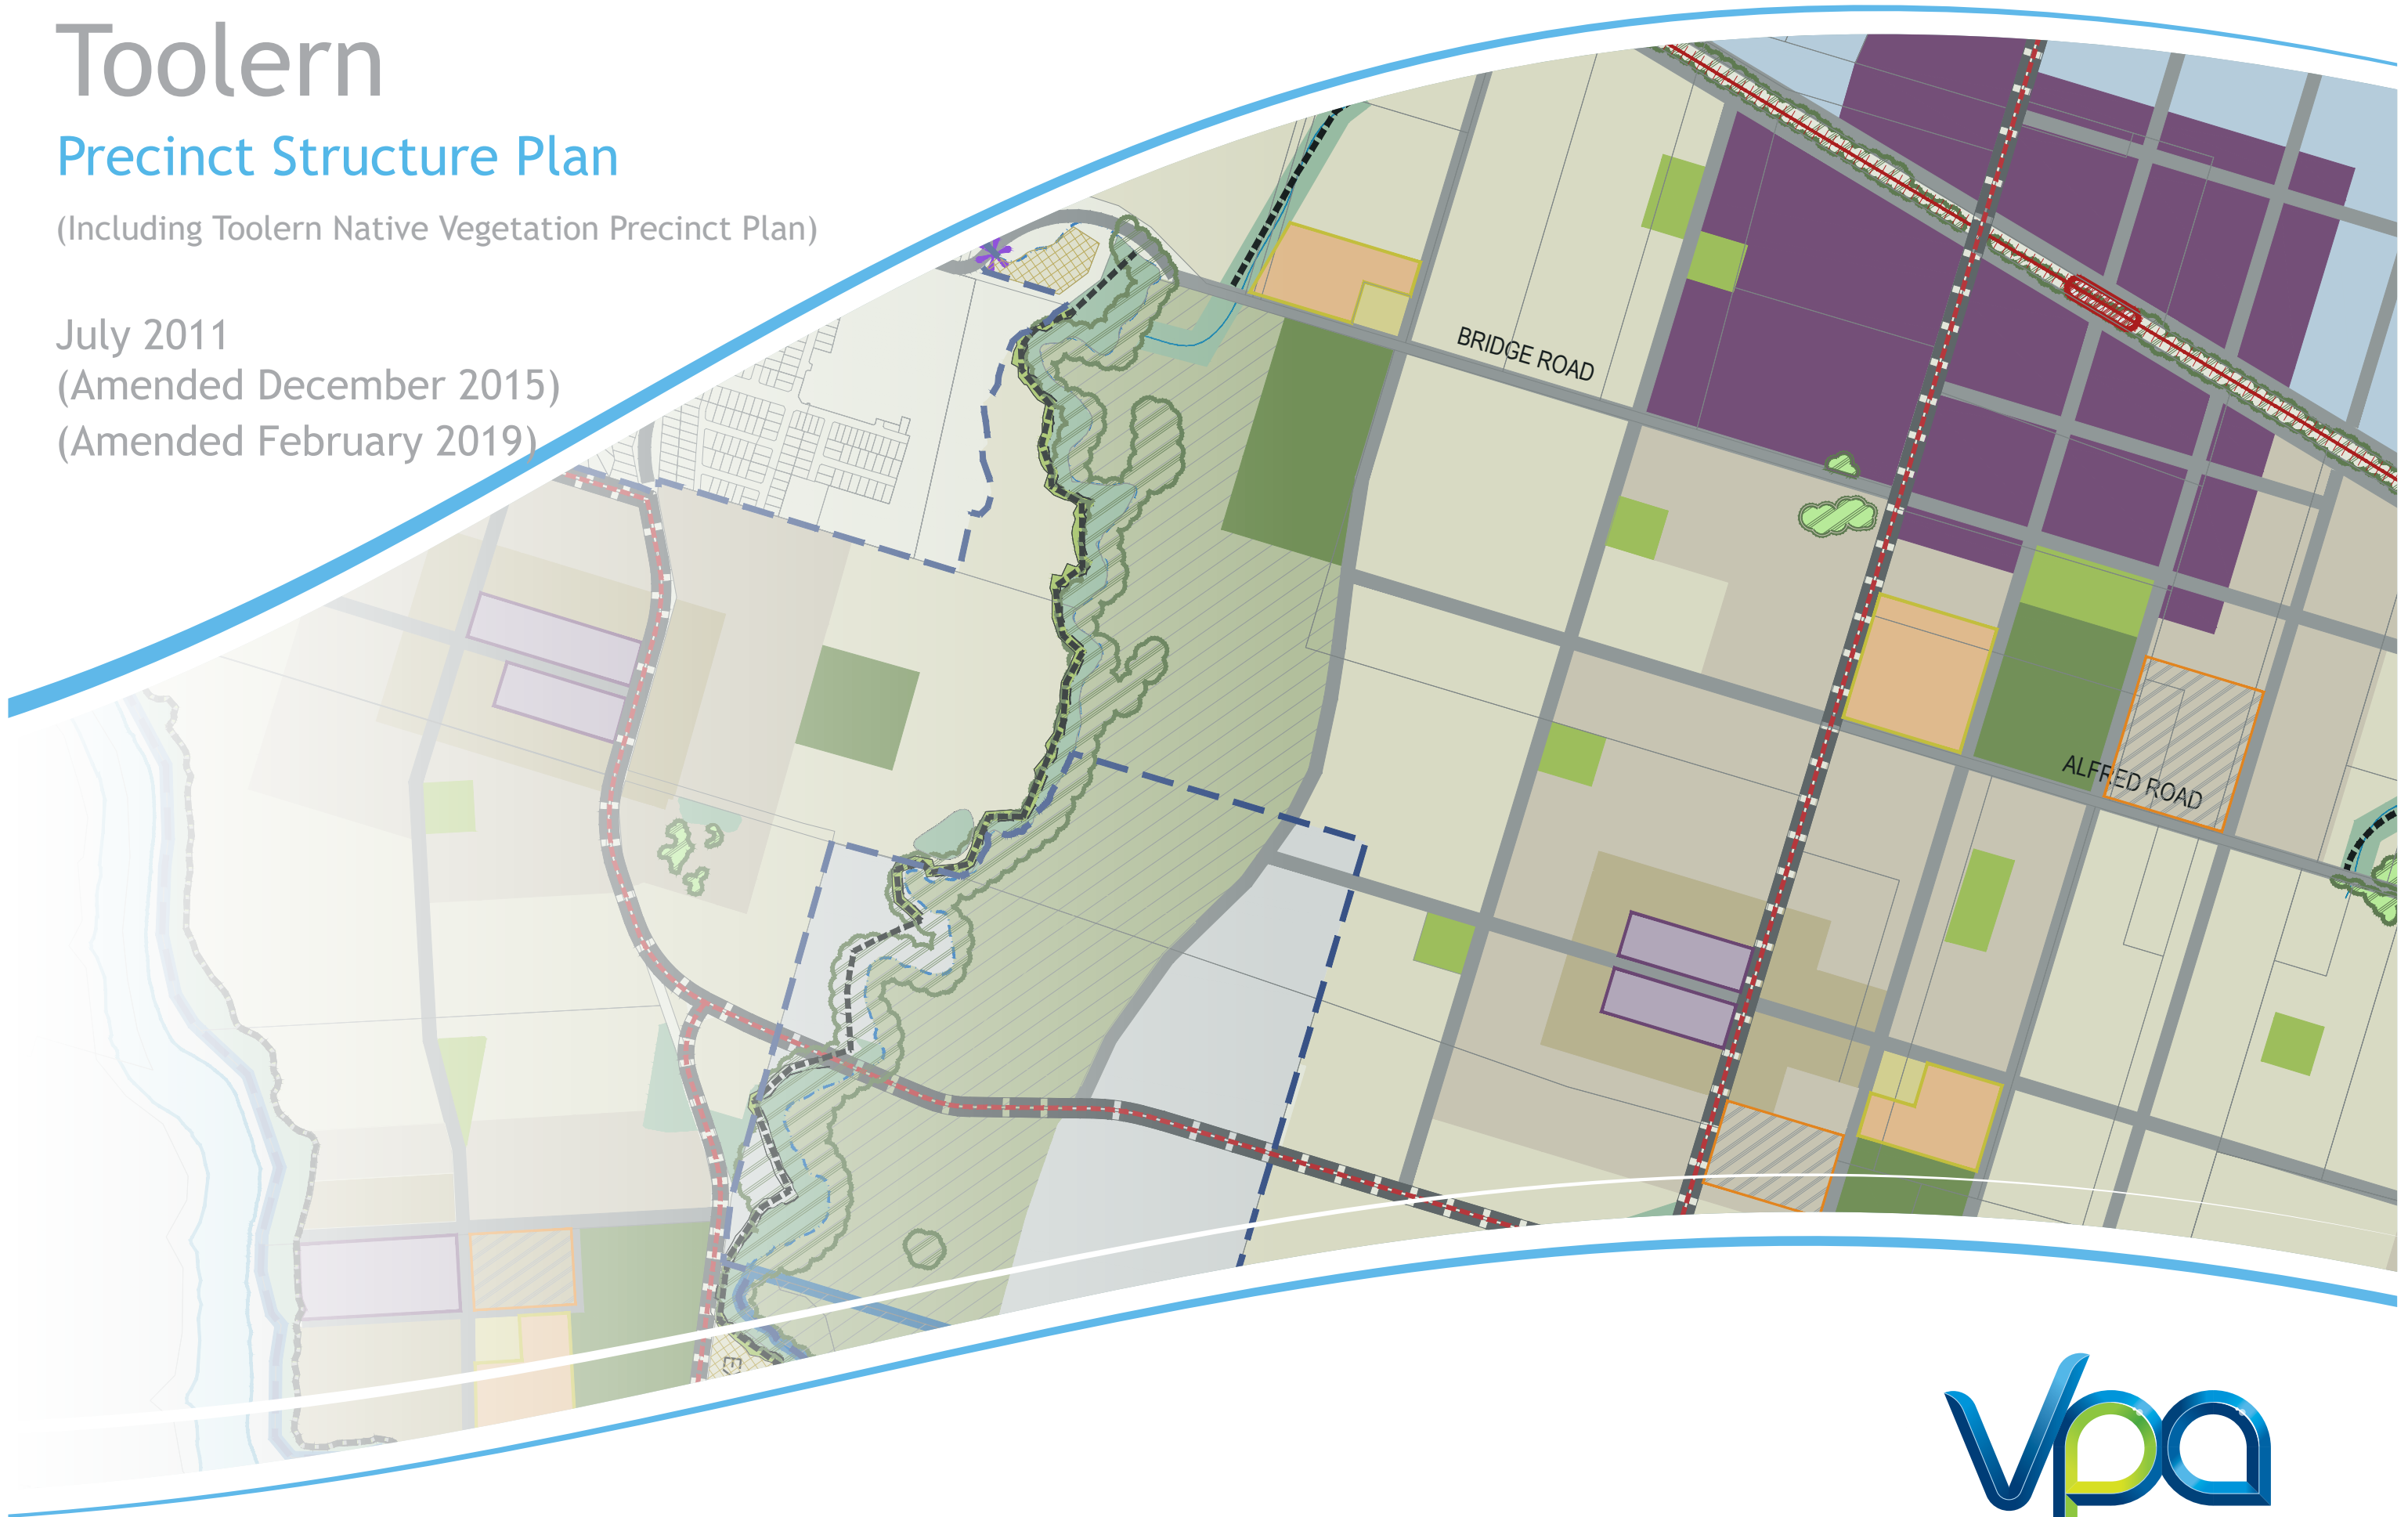 Toolern
Precinct Structure Plan
(Including Toolern Native Vegetation Precinct Plan)
July 2011
(Amended December 2015)
(Amended February 2019)
BRIDGE ROAD
ALFRED ROAD
vpa